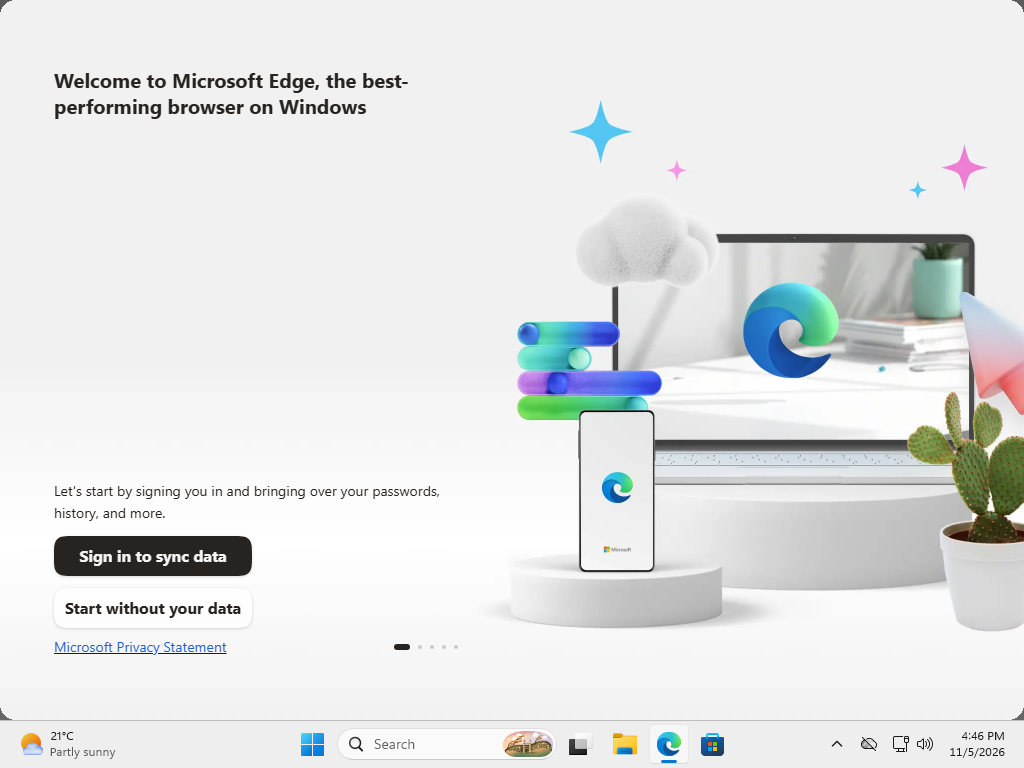 Welcome to Microsoft Edge, the best-
performing browser on Windows
Let's start by signing you in and bringing over your passwords,
history, and more.
Sign in to sync data
Start without your data
Microsoft Privacy Statement
Microsoft
21°C
Partly sunny
Search
4:46 PM
11/5/2026